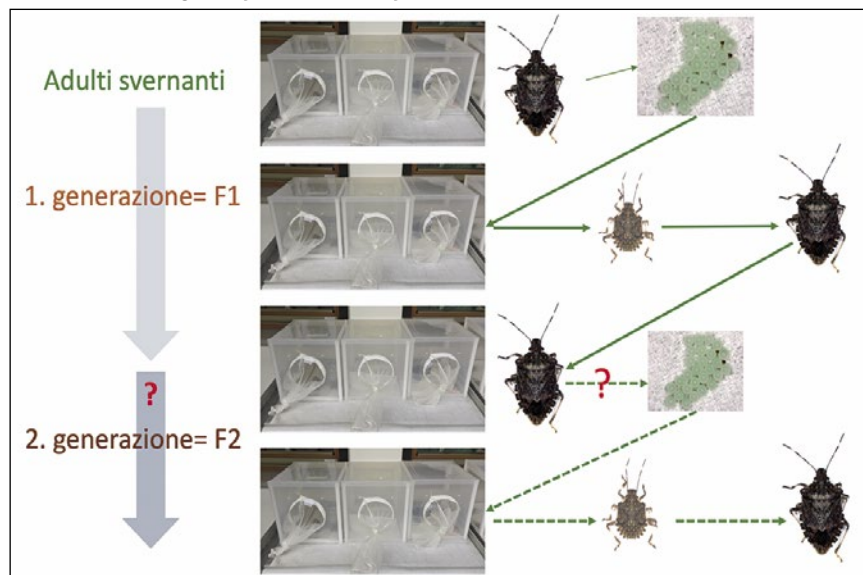 Adulti svernanti
1. generazione= F1
?
?
2. generazione= F2